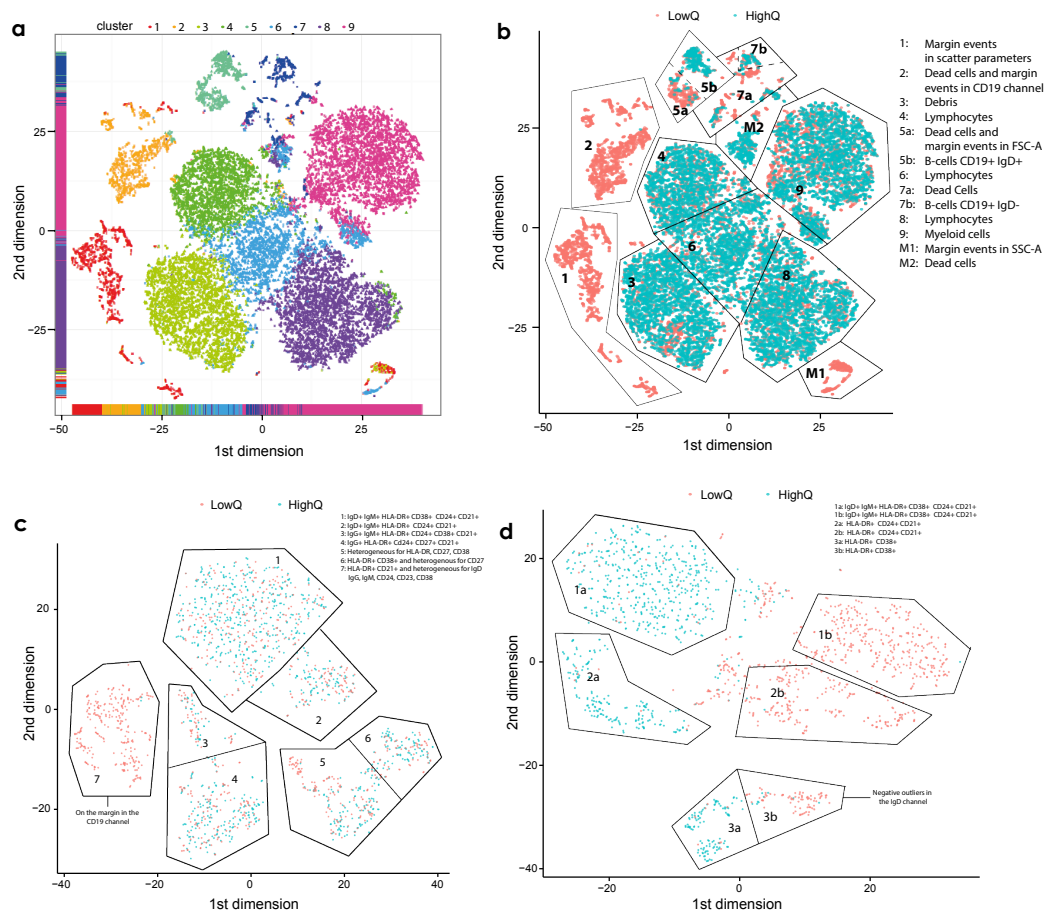 a
cluster 1 2 3 4 5 6 7 8 9
25
0
−25
−50 −25 0 25
1st dimension
2nd dimension
b
LowQ HighQ
7b
5b
7a
5a
M2
2
4
9
6
1
3
8
M1
25
0
−25
−50 −25 0 25
1st dimension
2nd dimension
1: Margin events
in scatter parameters
2: Dead cells and margin
events in CD19 channel
3: Debris
4: Lymphocytes
5a: Dead cells and
margin events in FSC-A
5b: B-cells CD19+ IgD+
6: Lymphocytes
7a: Dead Cells
7b: B-cells CD19+ IgD-
8: Lymphocytes
9: Myeloid cells
M1: Margin events in SSC-A
M2: Dead cells
c
LowQ HighQ
1: IgD+ IgM+ HLA-DR+ CD38+ CD24+ CD21+
2: IgD+ IgM+ HLA-DR+ CD24+ CD21+
3: IgG+ IgM+ HLA-DR+ CD24+ CD38+ CD21+
4: IgG+ HLA-DR+ Cd24+ CD27+ CD21+
5: Heterogeneous for HLA-DR, CD27, CD38
6: HLA-DR+ CD38+ and heterogenous for CD27
7: HLA-DR+ CD21+ and heterogeneous for IgD
IgG, IgM, CD24, CD23, CD38
1
2
3
4
5
6
7
On the margin in the
CD19 channel
20
0
−20
−40 −20 0 20 40
1st dimension
2nd dimension
d
LowQ HighQ
1a: IgD+ IgM+ HLA-DR+ CD38+ CD24+ CD21+
1b: IgD+ IgM+ HLA-DR+ CD38+ CD24+ CD21+
2a: HLA-DR+ CD24+ CD21+
2b: HLA-DR+ CD24+ CD21+
3a: HLA-DR+ CD38+
3b: HLA-DR+ CD38+
1a
1b
2a
2b
3a
3b
Negative outliers in
the IgD channel
20
0
−20
−40
−20 0 20
1st dimension
2nd dimension